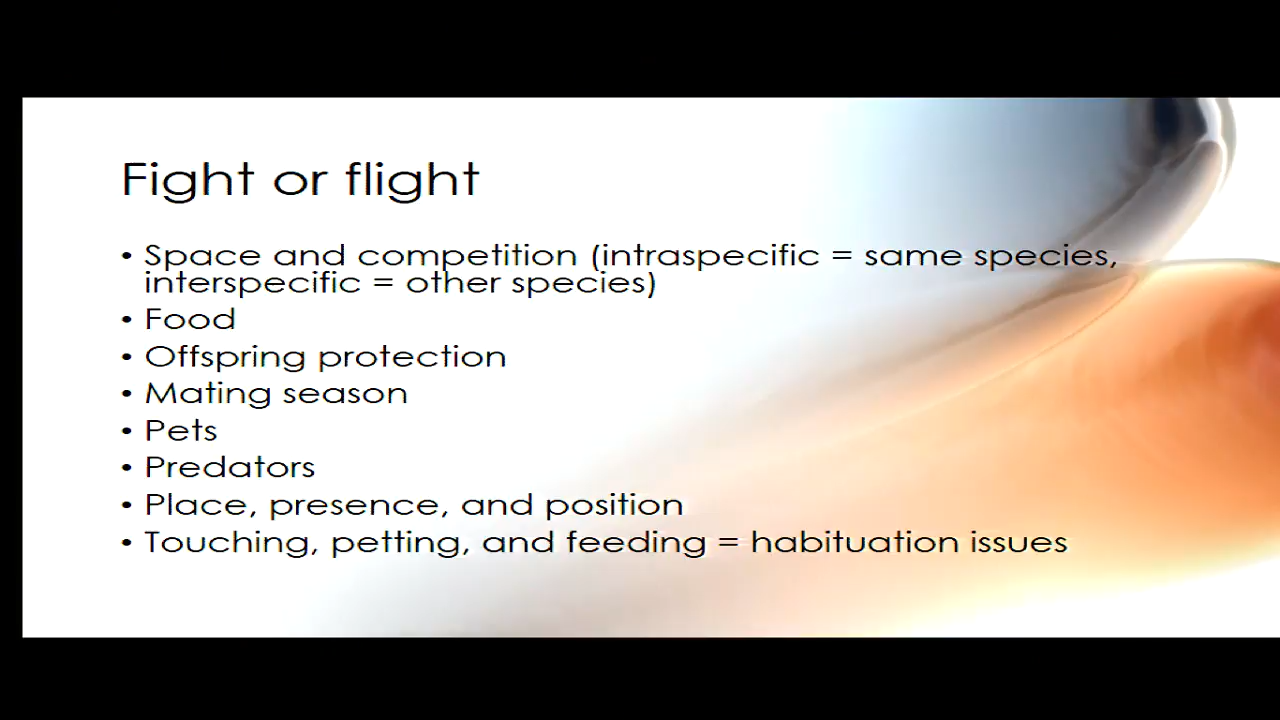 Fight or flight
• Space and competition (intraspecific = same species,
interspecific = other species)
• Food
• Offspring protection
• Mating season
• Pets
• Predators
• Place, presence, and position
• Touching, petting, and feeding = habituation issues